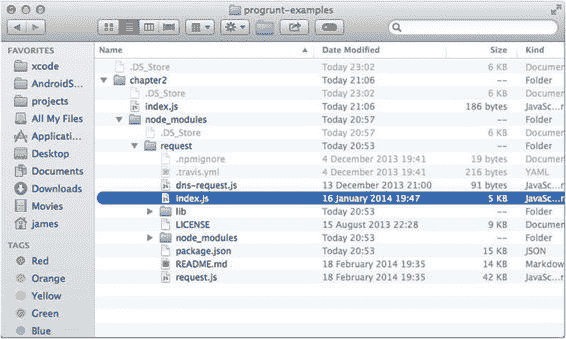 progrunt-examples
FAVORITES
xcode
AndroidS...
projects
All My Files
Applicati...
Desktop
Documents
Downloads
Movies
james
TAGS
Red
Orange
Yellow
Green
Blue
Name Date Modified Size Kind
.DS_Store Today 23:02 6 KB Documen
chapter2 Today 21:06 -- Folder
.DS_Store Today 23:02 6 KB Documen
index.js Today 21:06 186 bytes JavaSc...n
node_modules Today 20:57 -- Folder
.DS_Store Today 20:57 6 KB Documen
request Today 20:53 -- Folder
.npmignore 4 December 2013 19:41 19 bytes Documen
.travis.yml 4 December 2013 19:41 216 bytes YAML
dns-request.js 13 December 2013 21:00 91 bytes JavaSc...n
index.js 16 January 2014 19:47 5 KB JavaSc...n
lib Today 20:53 -- Folder
LICENSE 15 August 2013 22:28 9 KB Documen
node_modules Today 20:53 -- Folder
package.json Today 20:53 15 KB JSON
README.md 18 February 2014 19:35 14 KB Markdow
request.js 18 February 2014 19:35 42 KB JavaSc...n